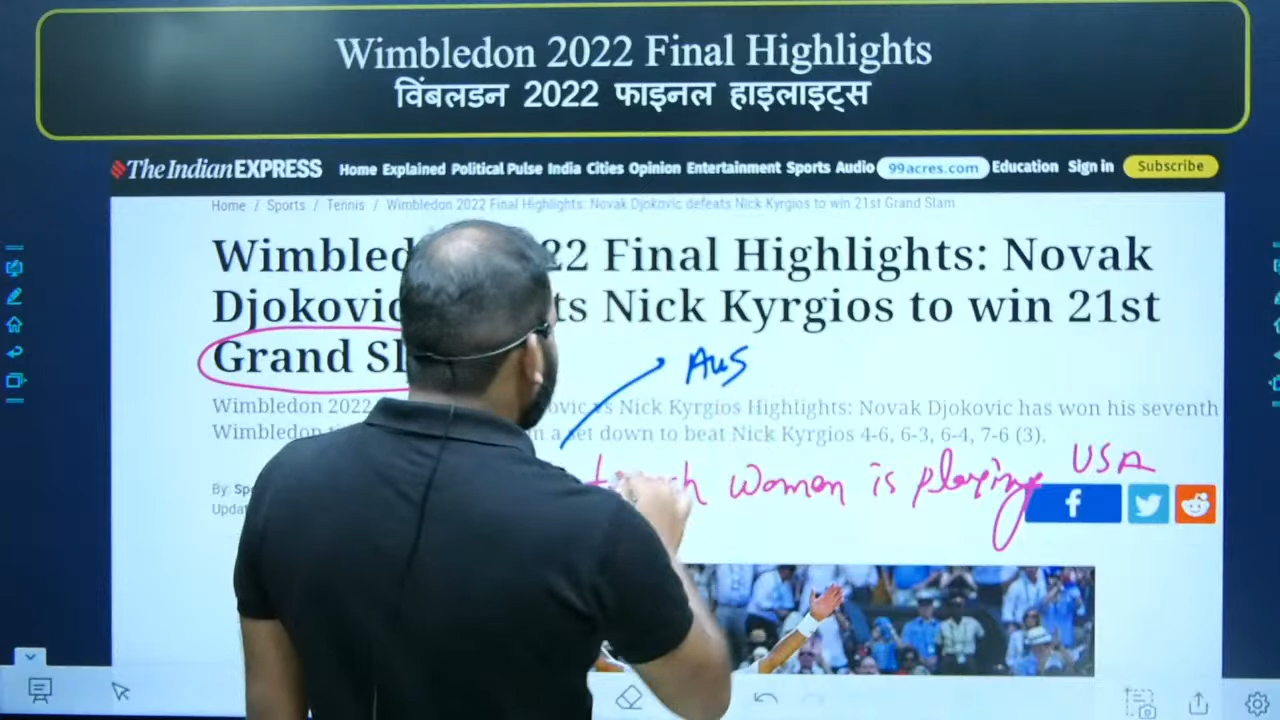 Wimbledon 2022 Final Highlights
विंबलडन 2022 फाइनल हाइलाइट्स
The Indian EXPRESS Home Explained Political Pulse India Cities Opinion Entertainment Sports Audio 99acres.com Education Sign in Subscribe
Home / Sports / Tennis / Wimbledon 2022 Final Highlights: Novak Djokovic defeats Nick Kyrgios to win 21st Grand Slam
Wimbled 22 Final Highlights: Novak
Djokovic ts Nick Kyrgios to win 21st
Grand Sl
Aus
Wimbledon 2022 ovic vs Nick Kyrgios Highlights: Novak Djokovic has won his seventh
Wimbledon n a set down to beat Nick Kyrgios 4-6, 6-3, 6-4, 7-6 (3).
USA
women is playing
By: Sp
Updat